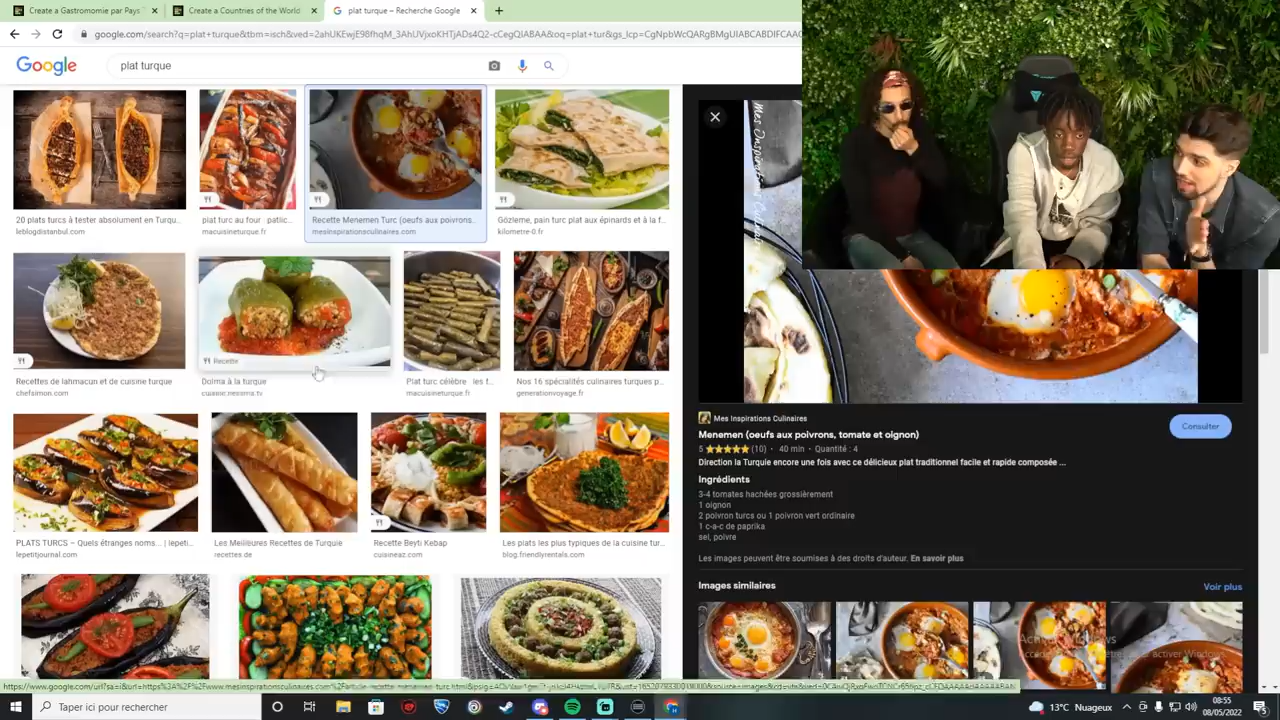 Create a Gastromomie par Pays
Create a Countries of the World
plat turque – Recherche Google
Google
plat turque
20 plats turcs à tester absolument en Turqu...
leblogdistanbul.com
plat turc au four : patlic...
macuisineturque.fr
Recette Menemen Turc (oeufs aux poivrons...
mesinspirationsculinaires.com
Gözleme, pain turc plat aux épinards et à la f...
kilometre-0.fr
Recettes de lahmacun et de cuisine turque
chefsimon.com
Recette
Dolma à la turque
Plat turc célèbre : les f...
macuisineturque.fr
Nos 16 spécialités culinaires turques p...
generationvoyage.fr
PLATS TURCS – Quels étranges noms... | lepeti...
lepetitjournal.com
Les Meilleures Recettes de Turquie
recettes de
Recette Beyti Kebap
cuisineaz.com
Les plats les plus typiques de la cuisine tur...
blog.friendlyrentals.com
Mes Inspirations Culinaires
Consulter
Menemen (oeufs aux poivrons, tomate et oignon)
5 ★★★★★ (10) · 40 min · Quantité : 4
Direction la Turquie encore une fois avec ce délicieux plat traditionnel facile et rapide composée ...
Ingrédients
3-4 tomates hachées grossièrement
1 oignon
2 poivron turcs ou 1 poivron vert ordinaire
1 c-a-c de paprika
sel, poivre
Les images peuvent être soumises à des droits d'auteur. En savoir plus
Images similaires
Voir plus
Taper ici pour rechercher
13°C Nuageux
08:55
08/05/2022